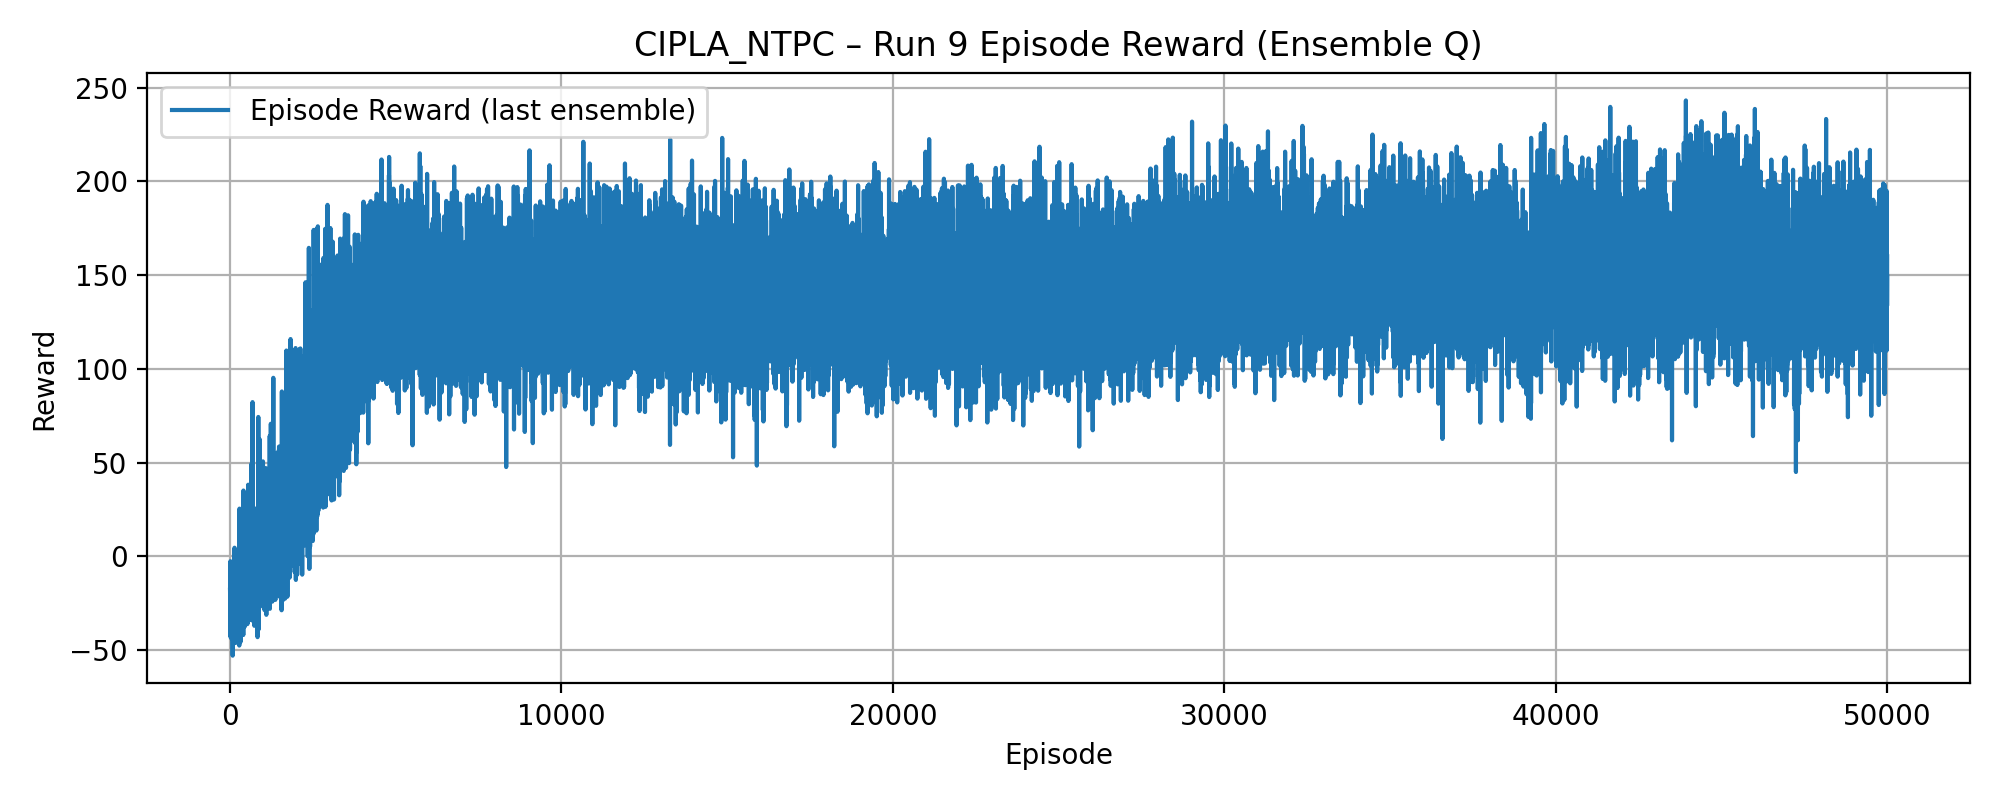 CIPLA_NTPC – Run 9 Episode Reward (Ensemble Q)
Episode Reward (last ensemble)
250
200
150
100
50
0
−50
Reward
0 10000 20000 30000 40000 50000
Episode